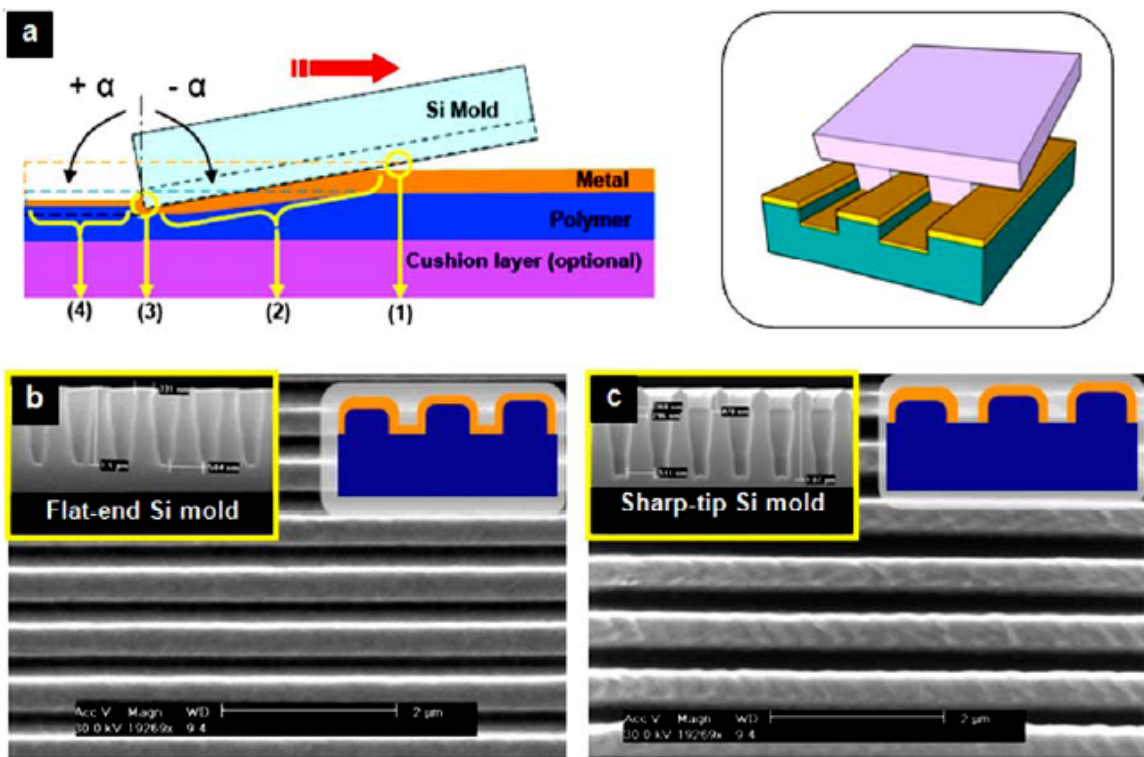 a
+ α
- α
Si Mold
Metal
Polymer
Cushion layer (optional)
(4)
(3)
(2)
(1)
b
Flat-end Si mold
Acc.V Magn WD
30.0 kV 19269x 9.4
2 μm
c
Sharp-tip Si mold
Acc.V Magn WD
30.0 kV 19269x 9.4
2 μm